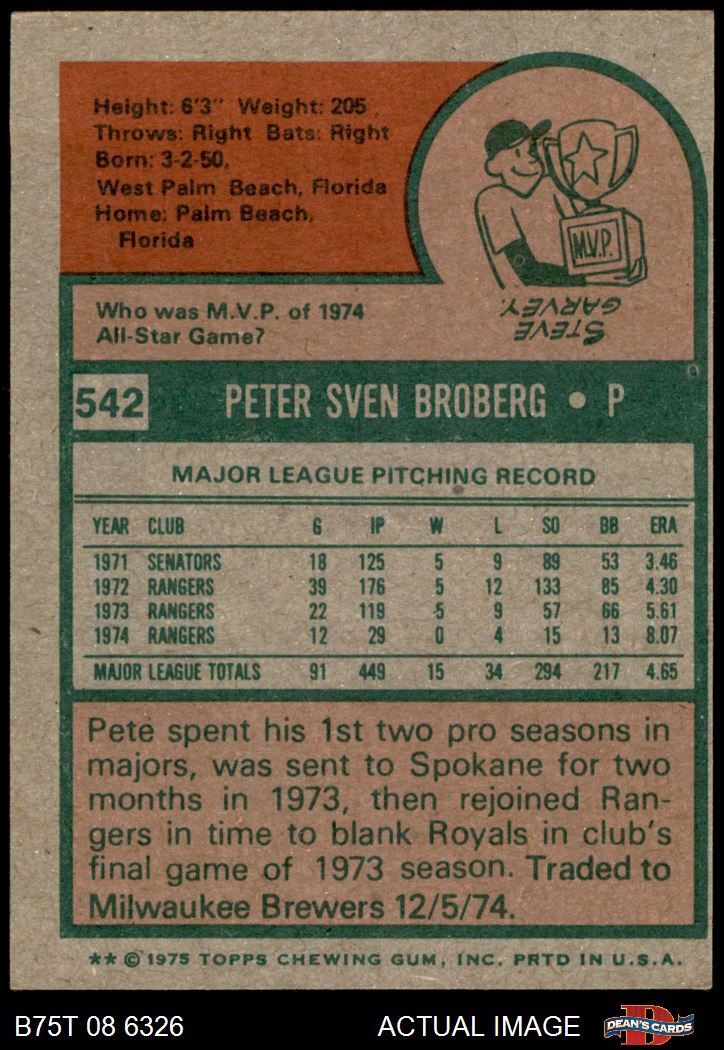 Height: 6'3" Weight: 205
Throws: Right Bats: Right
Born: 3-2-50,
West Palm Beach, Florida
Home: Palm Beach,
Florida
M.V.P.
STEVE
GARVEY.
Who was M.V.P. of 1974
All-Star Game?
542 PETER SVEN BROBERG • P
MAJOR LEAGUE PITCHING RECORD
YEAR CLUB G IP W L SO BB ERA
1971 SENATORS 18 125 5 9 89 53 3.46
1972 RANGERS 39 176 5 12 133 85 4.30
1973 RANGERS 22 119 5 9 57 66 5.61
1974 RANGERS 12 29 0 4 15 13 8.07
MAJOR LEAGUE TOTALS 91 449 15 34 294 217 4.65
Pete spent his 1st two pro seasons in
majors, was sent to Spokane for two
months in 1973, then rejoined Ran-
gers in time to blank Royals in club's
final game of 1973 season. Traded to
Milwaukee Brewers 12/5/74.
** © 1975 TOPPS CHEWING GUM, INC. PRTD IN U.S.A.
B75T 08 6326 ACTUAL IMAGE D DEAN'S CARDS